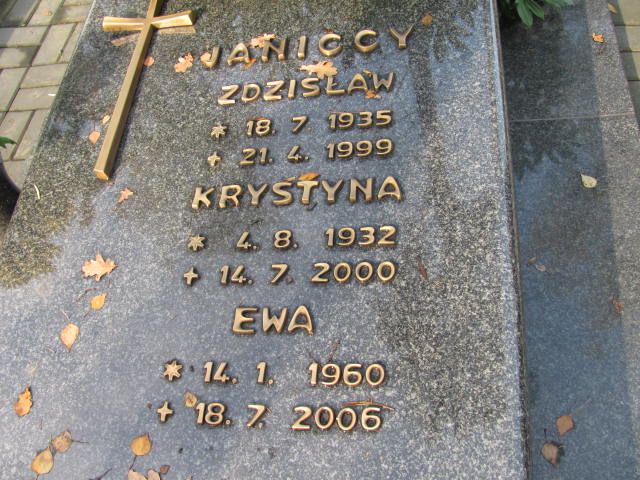 JANICCY
ZDZISŁAW
* 18. 7. 1935
+ 21. 4. 1999
KRYSTYNA
* 4. 8. 1932
+ 14. 7. 2000
EWA
* 14. 1. 1960
+ 18. 7. 2006